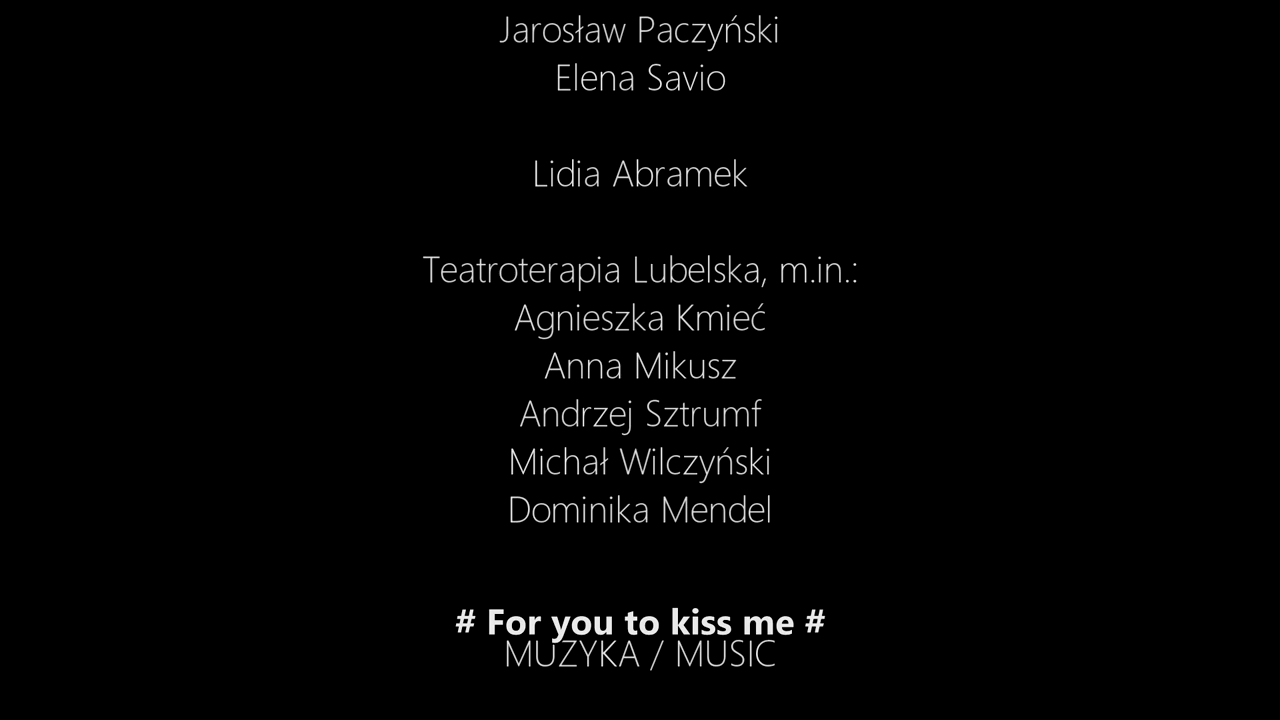 Jarosław Paczyński
Elena Savio
Lidia Abramek
Teatroterapia Lubelska, m.in.:
Agnieszka Kmieć
Anna Mikusz
Andrzej Sztrumf
Michał Wilczyński
Dominika Mendel
# For you to kiss me #
MUZYKA / MUSIC